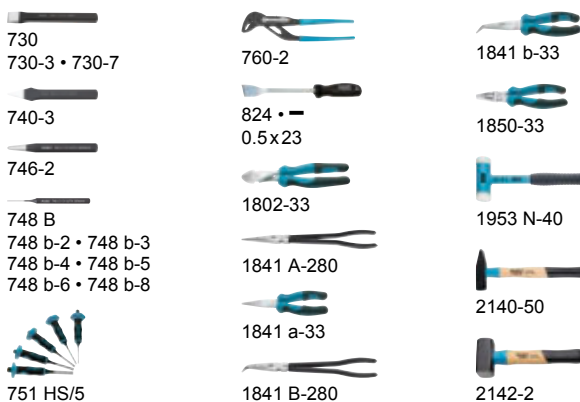 730
730-3 • 730-7
740-3
746-2
748 B
748 b-2 • 748 b-3
748 b-4 • 748 b-5
748 b-6 • 748 b-8
751 HS/5
760-2
824 •
0.5x23
1802-33
1841 A-280
1841 a-33
1841 B-280
1841 b-33
1850-33
1953 N-40
2140-50
2142-2